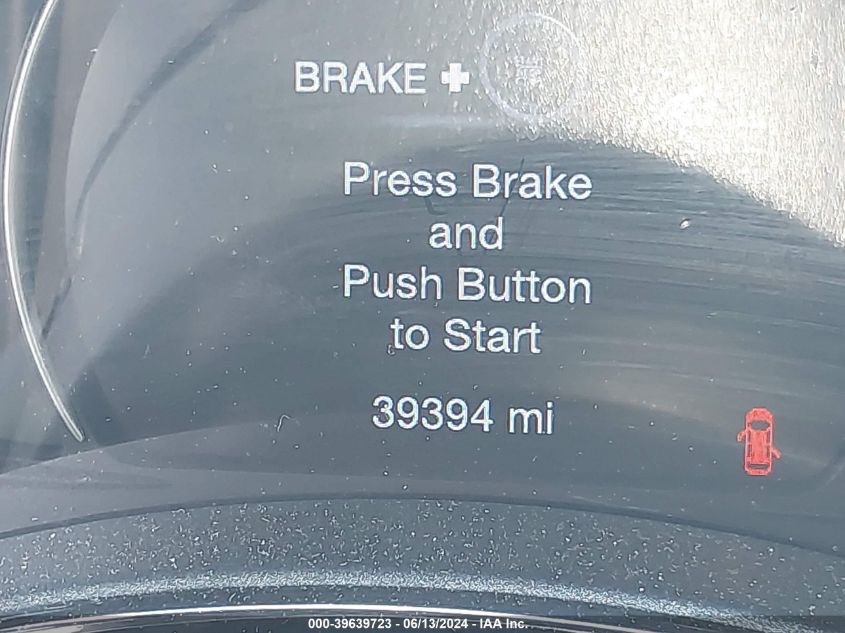 BRAKE +
Press Brake
and
Push Button
to Start
39394 mi
000-39639723 - 06/13/2024 - IAA Inc.